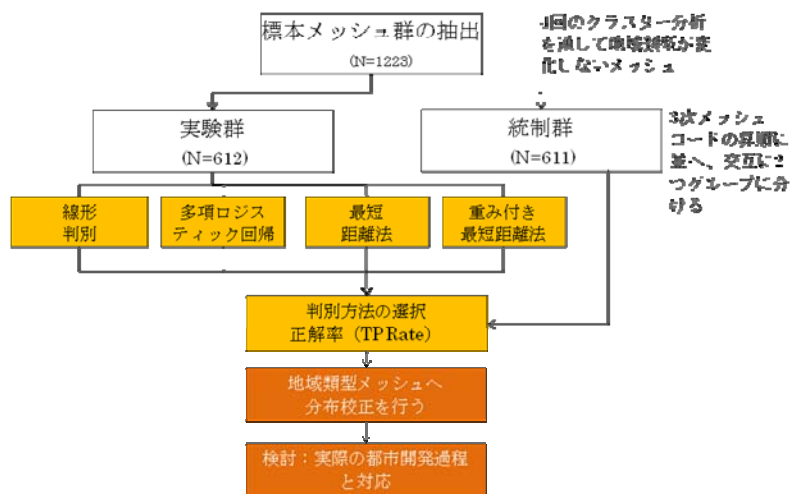 標本メッシュ群の抽出
(N=1223)
4回のクラスター分析
を通して地域類型が変
化しないメッシュ
実験群
(N=612)
統制群
(N=611)
3次メッシュ
コードの昇順に
並べ、交互に2
つグループに分
ける
線形
判別
多項ロジス
ティック回帰
最短
距離法
重み付き
最短距離法
判別方法の選択
正解率（TP Rate）
地域類型メッシュへ
分布校正を行う
検討：実際の都市開発過程
と対応